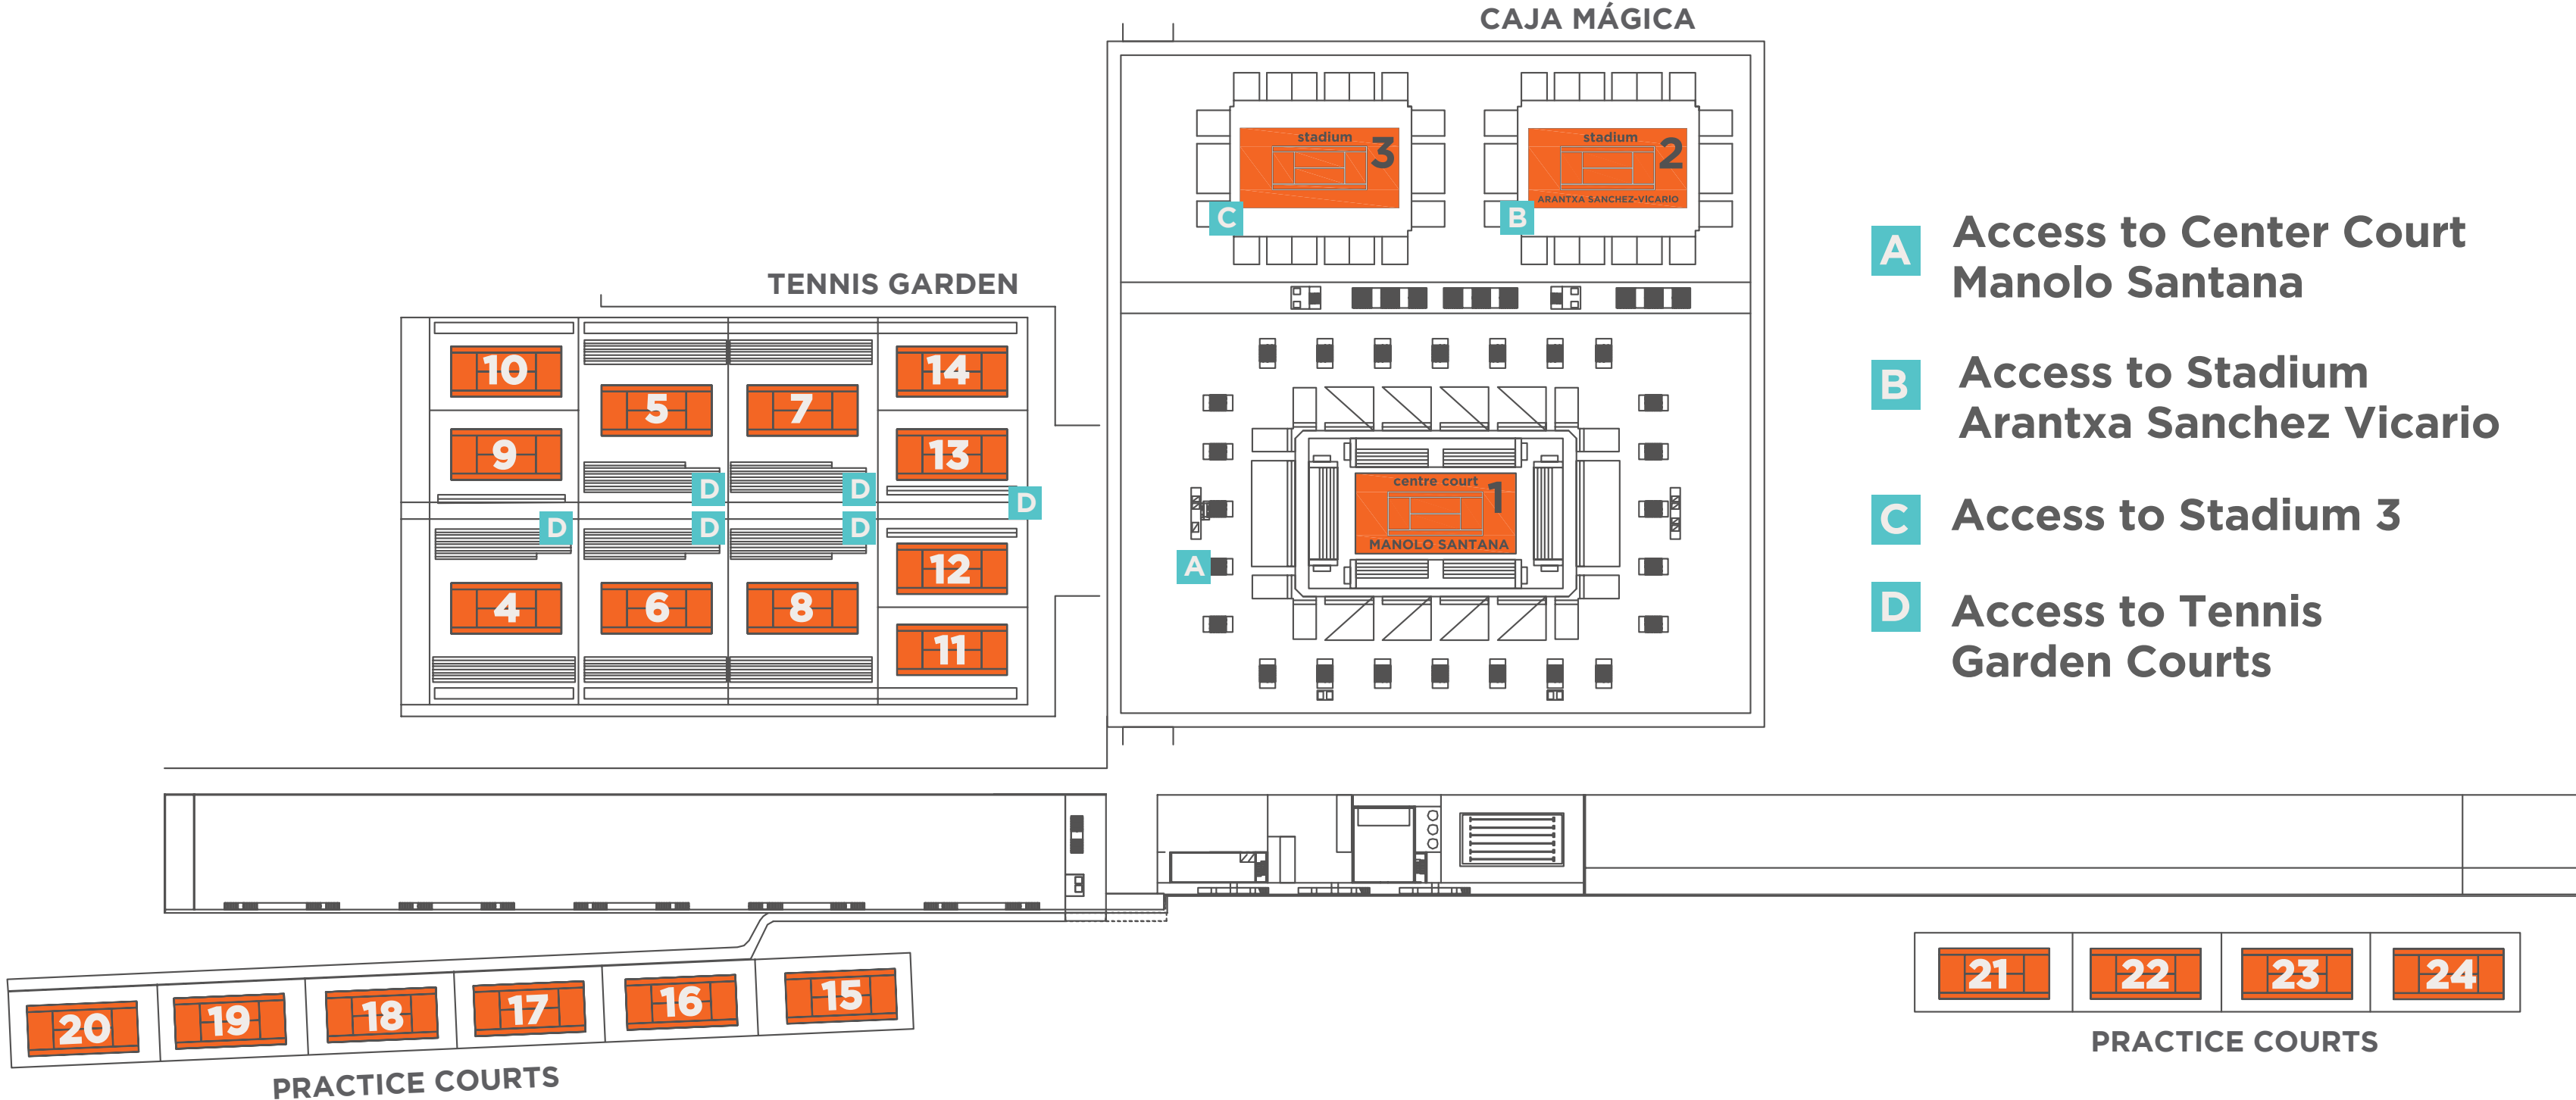 CAJA MÁGICA
stadium
3
stadium
2
ARANTXA SANCHEZ-VICARIO
C
B
A Access to Center Court
Manolo Santana
B Access to Stadium
Arantxa Sanchez Vicario
C Access to Stadium 3
D Access to Tennis
Garden Courts
TENNIS GARDEN
10
5
7
14
9
13
D
D
D
D
D
D
4
6
8
12
11
centre court
1
MANOLO SANTANA
A
20
19
18
17
16
15
PRACTICE COURTS
21
22
23
24
PRACTICE COURTS